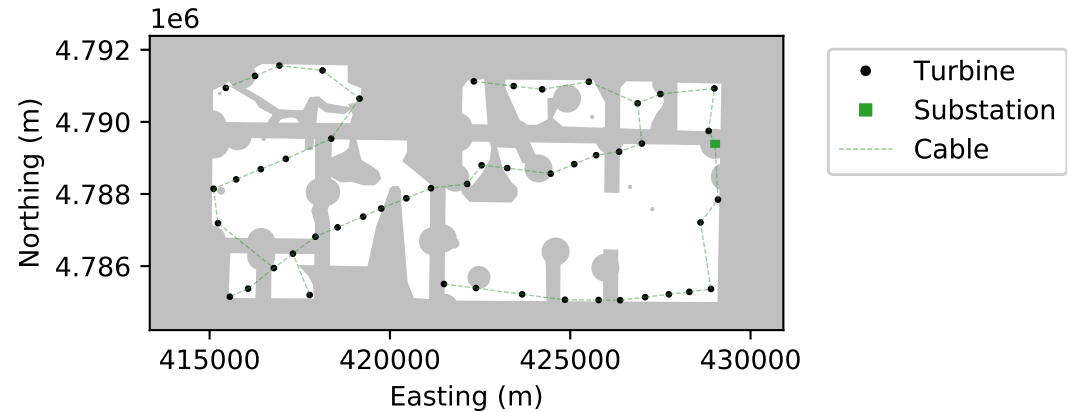 1e6
4.792
4.790
4.788
4.786
Northing (m)
415000 420000 425000 430000
Easting (m)
Turbine
Substation
Cable